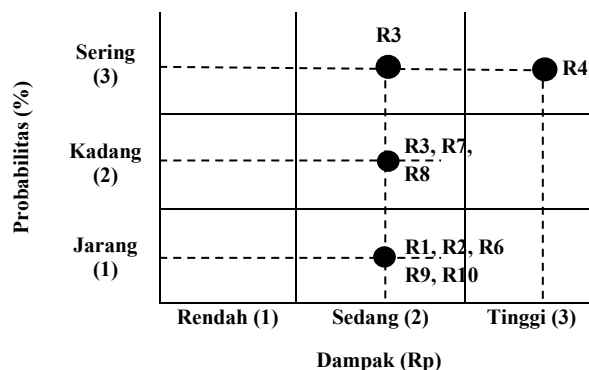 Probabilitas (%)
Sering
(3)
R3
R4
Kadang
(2)
R3, R7,
R8
Jarang
(1)
R1, R2, R6
R9, R10
Rendah (1)
Sedang (2)
Tinggi (3)
Dampak (Rp)